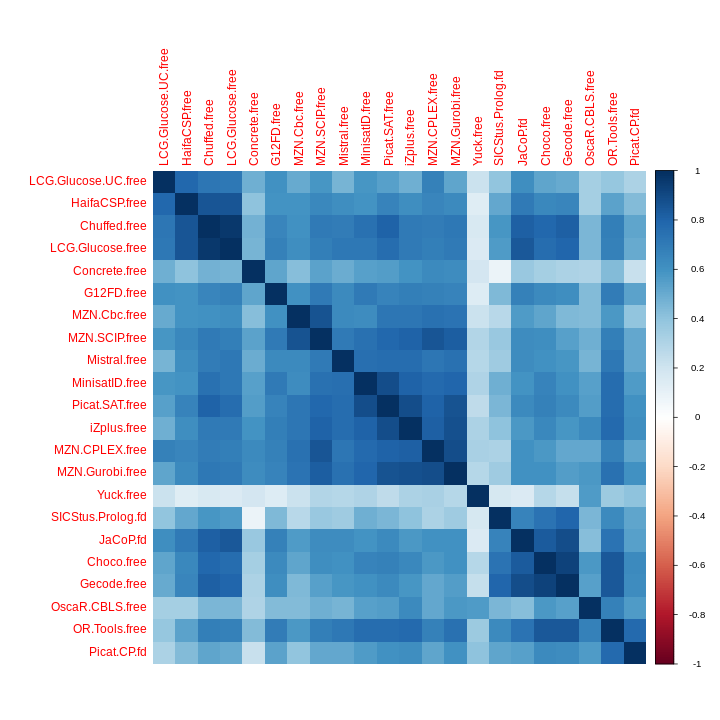 LCG.Glucose.UC.free
HaifaCSP.free
Chuffed.free
LCG.Glucose.free
Concrete.free
G12FD.free
MZN.Cbc.free
MZN.SCIP.free
Mistral.free
MinisatID.free
Picat.SAT.free
iZplus.free
MZN.CPLEX.free
MZN.Gurobi.free
Yuck.free
SICStus.Prolog.fd
JaCoP.fd
Choco.free
Gecode.free
OscaR.CBLS.free
OR.Tools.free
Picat.CP.fd
LCG.Glucose.UC.free
HaifaCSP.free
Chuffed.free
LCG.Glucose.free
Concrete.free
G12FD.free
MZN.Cbc.free
MZN.SCIP.free
Mistral.free
MinisatID.free
Picat.SAT.free
iZplus.free
MZN.CPLEX.free
MZN.Gurobi.free
Yuck.free
SICStus.Prolog.fd
JaCoP.fd
Choco.free
Gecode.free
OscaR.CBLS.free
OR.Tools.free
Picat.CP.fd
1
0.8
0.6
0.4
0.2
0
-0.2
-0.4
-0.6
-0.8
-1